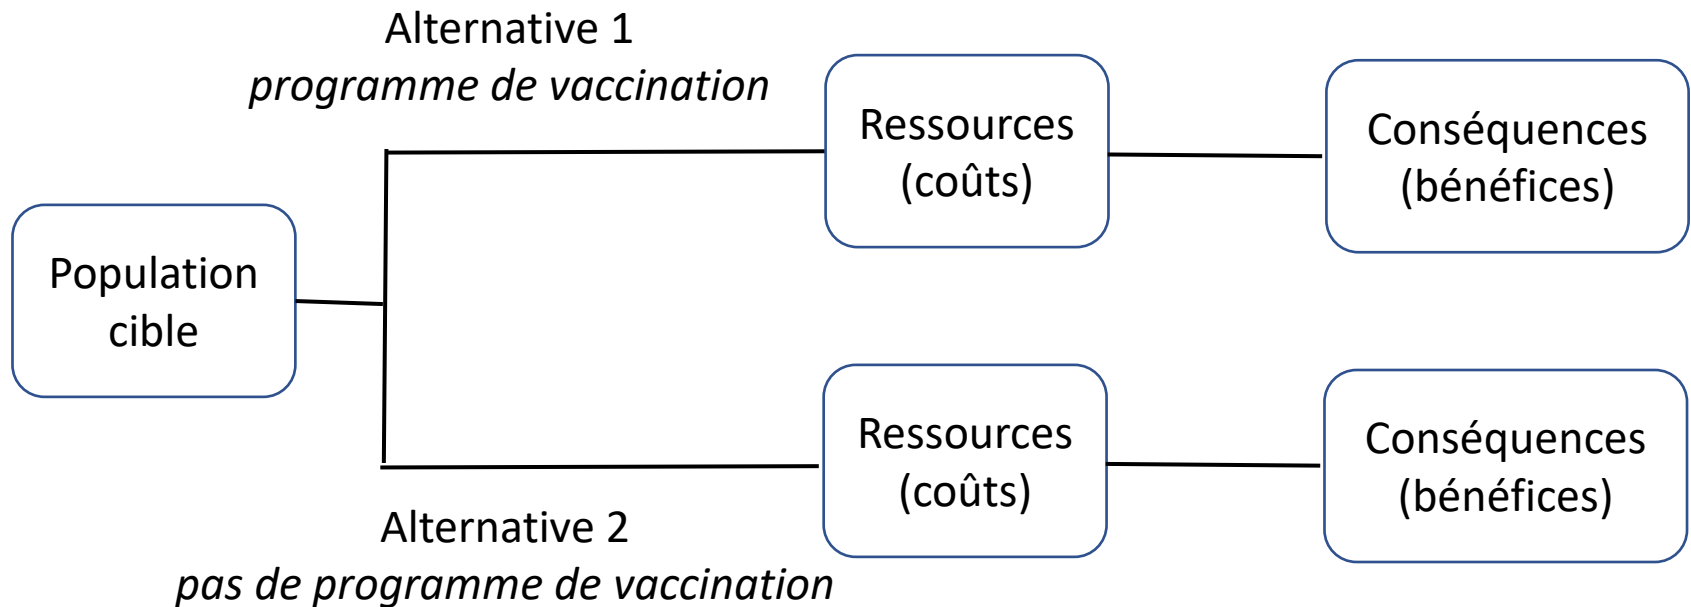 Alternative 1
programme de vaccination
Ressources
(coûts)
Conséquences
(bénéfices)
Population
cible
Ressources
(coûts)
Conséquences
(bénéfices)
Alternative 2
pas de programme de vaccination